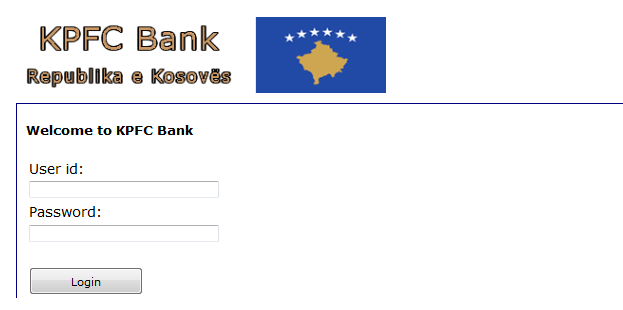 KPFC Bank
Republika e Kosovës
Welcome to KPFC Bank
User id:
Password:
Login